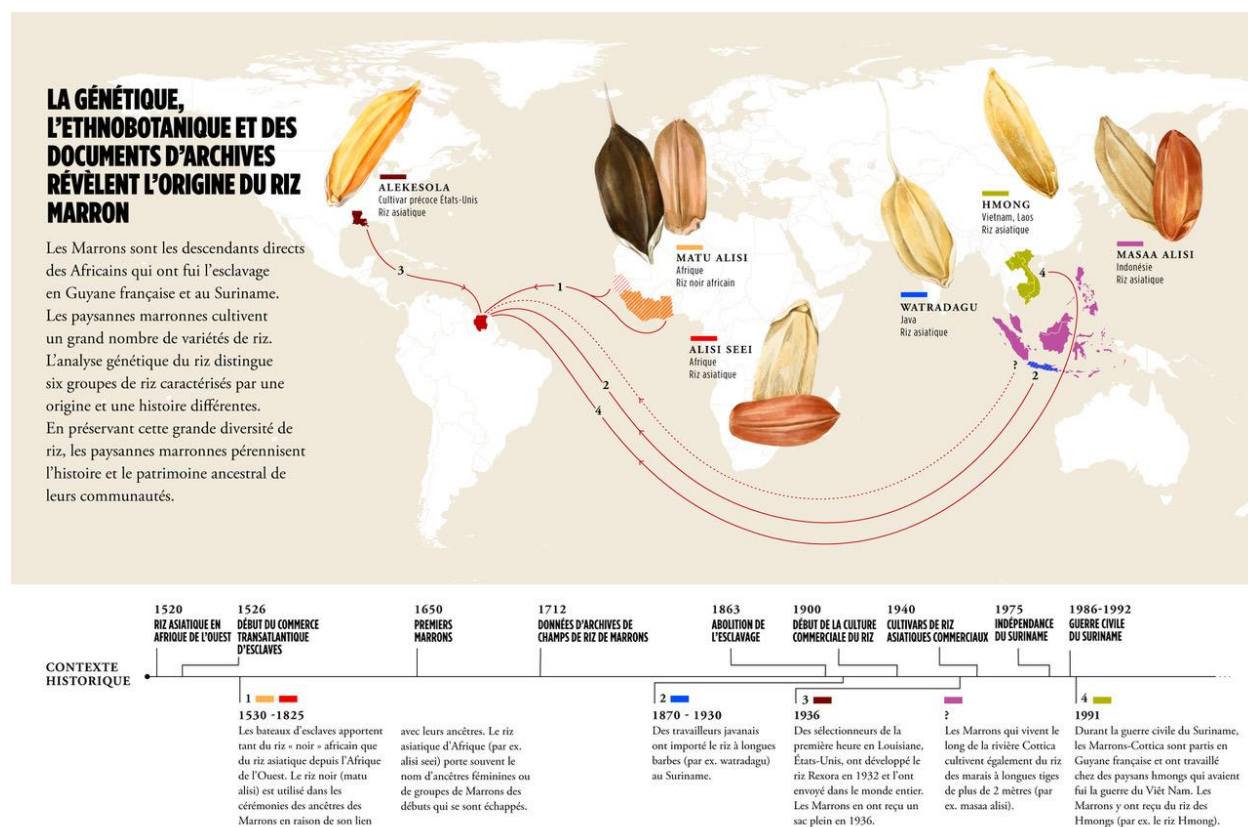 LA GÉNÉTIQUE,
L'ETHNOBOTANIQUE ET DES
DOCUMENTS D'ARCHIVES
RÉVÈLENT L'ORIGINE DU RIZ
MARRON
Les Marrons sont les descendants directs
des Africains qui ont fui l'esclavage
en Guyane française et au Suriname.
Les paysannes marronnes cultivent
un grand nombre de variétés de riz.
L'analyse génétique du riz distingue
six groupes de riz caractérisés par une
origine et une histoire différentes.
En préservant cette grande diversité de
riz, les paysannes marronnes pérennisent
l'histoire et le patrimoine ancestral de
leurs communautés.
ALEKESOLA
Cultivar précoce États-Unis
Riz asiatique
MATU ALISI
Afrique
Riz noir africain
ALISI SEEI
Afrique
Riz asiatique
WATRADAGU
Java
Riz asiatique
HMONG
Vietnam, Laos
Riz asiatique
MASAA ALISI
Indonésie
Riz asiatique
3
1
2
4
4
?
2
CONTEXTE
HISTORIQUE
1520
RIZ ASIATIQUE EN
AFRIQUE DE L'OUEST
1526
DÉBUT DU COMMERCE
TRANSATLANTIQUE
D'ESCLAVES
1650
PREMIERS
MARRONS
1712
DONNÉES D'ARCHIVES DE
CHAMPS DE RIZ DE MARRONS
1863
ABOLITION DE
L'ESCLAVAGE
1900
DÉBUT DE LA CULTURE
COMMERCIALE DU RIZ
1940
CULTIVARS DE RIZ
ASIATIQUES COMMERCIAUX
1975
INDÉPENDANCE
DU SURINAME
1986-1992
GUERRE CIVILE
DU SURINAME
1
1530 -1825
Les bateaux d'esclaves apportent
tant du riz « noir » africain que
du riz asiatique depuis l'Afrique
de l'Ouest. Le riz noir (matu
alisi) est utilisé dans les
cérémonies des ancêtres des
Marrons en raison de son lien
avec leurs ancêtres. Le riz
asiatique d'Afrique (par ex.
alisi seei) porte souvent le
nom d'ancêtres féminines ou
de groupes de Marrons des
débuts qui se sont échappés.
2
1870 - 1930
Des travailleurs javanais
ont importé le riz à longues
barbes (par ex. watradagu)
au Suriname.
3
1936
Des sélectionneurs de la
première heure en Louisiane,
États-Unis, ont développé le
riz Rexora en 1932 et l'ont
envoyé dans le monde entier.
Les Marrons en ont reçu un
sac plein en 1936.
?
Les Marrons qui vivent le
long de la rivière Cottica
cultivent également du riz
des marais à longues tiges
de plus de 2 mètres (par
ex. masaa alisi).
4
1991
Durant la guerre civile du Suriname,
les Marrons-Cottica sont partis en
Guyane française et ont travaillé
chez des paysans hmongs qui avaient
fui la guerre du Viêt Nam. Les
Marrons y ont reçu du riz des
Hmongs (par ex. le riz Hmong).